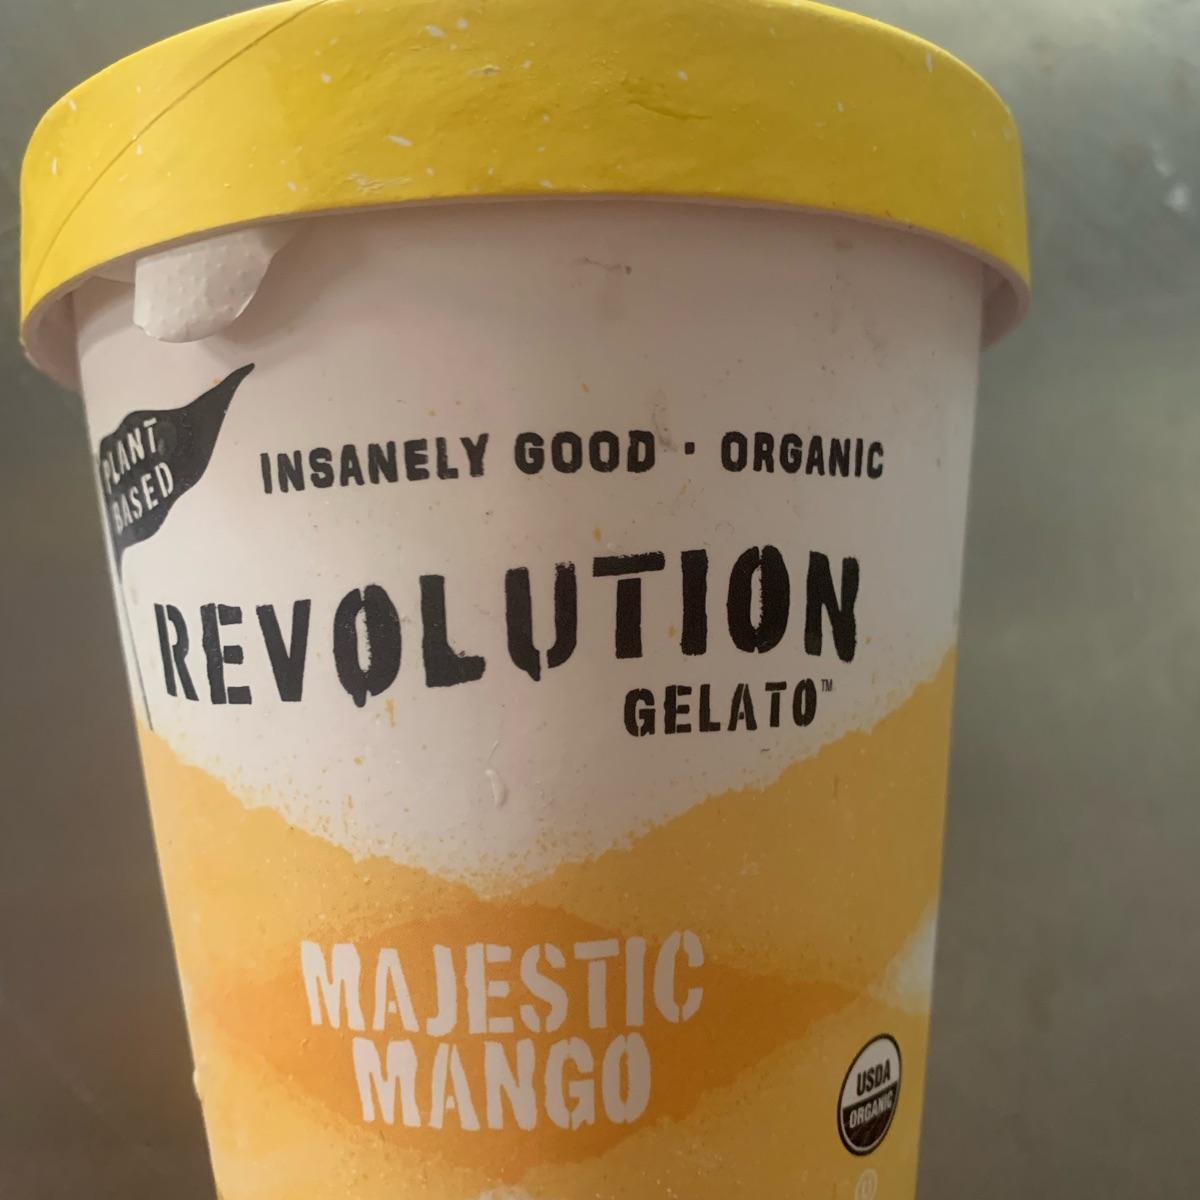 PLANT
BASED
INSANELY GOOD · ORGANIC
REVOLUTION
GELATO™
MAJESTIC
MANGO
USDA
ORGANIC
U